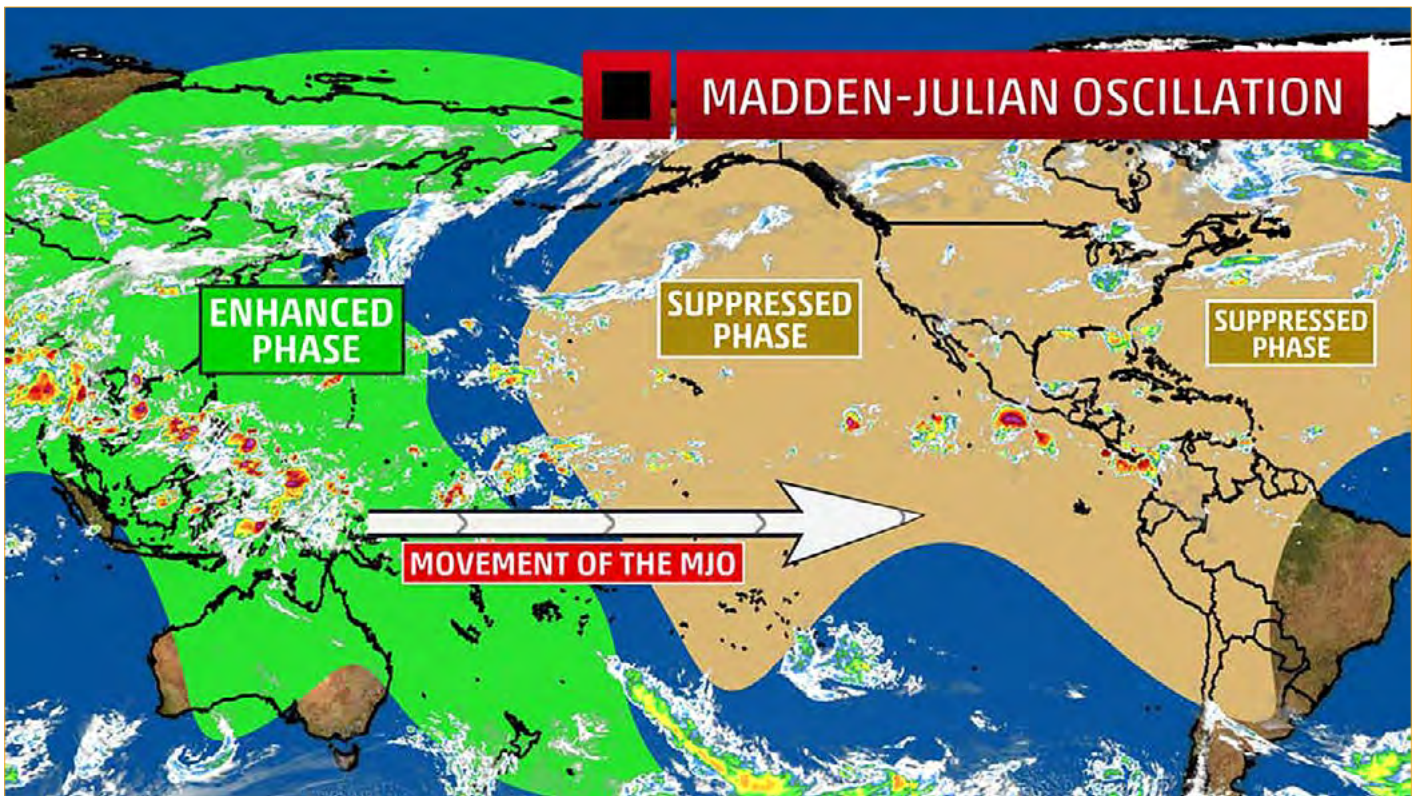 MADDEN-JULIAN OSCILLATION
ENHANCED
PHASE
SUPPRESSED
PHASE
SUPPRESSED
PHASE
MOVEMENT OF THE MJO